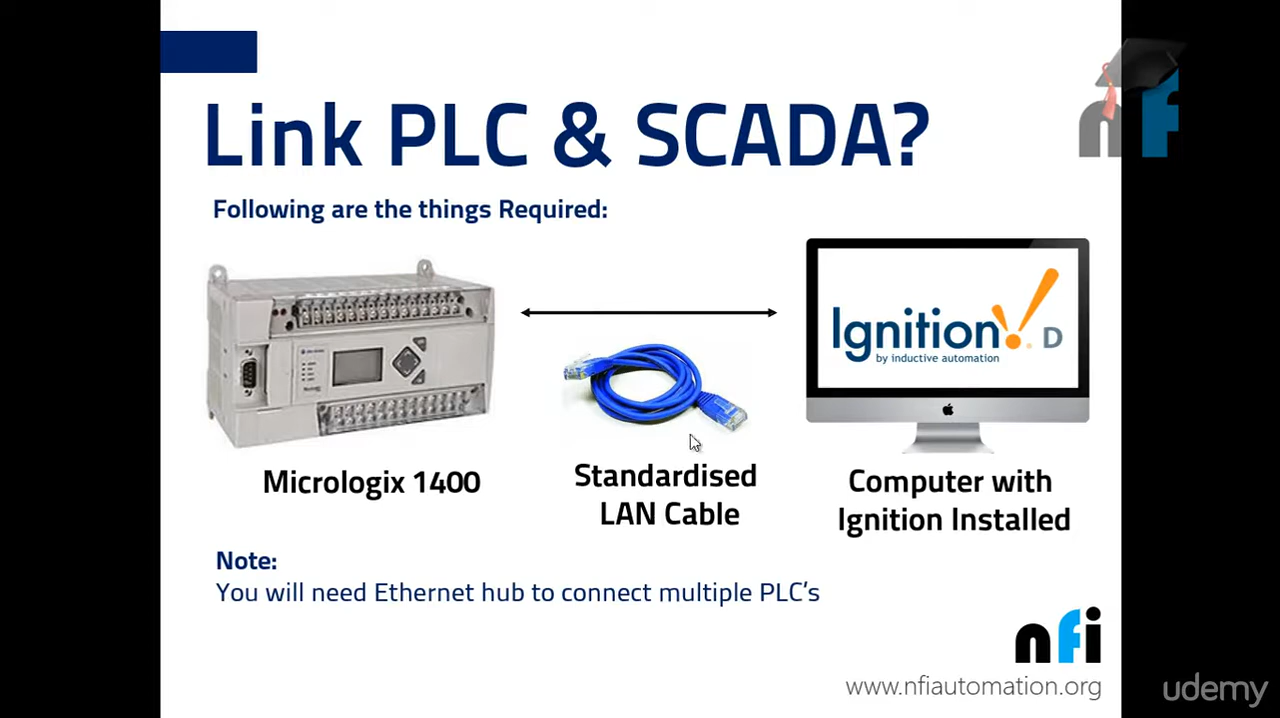 nf
Link PLC & SCADA?
Following are the things Required:
Ignition! D
by inductive automation
Micrologix 1400
Standardised
LAN Cable
Computer with
Ignition Installed
Note:
You will need Ethernet hub to connect multiple PLC's
nfi
www.nfiautomation.org
udemy